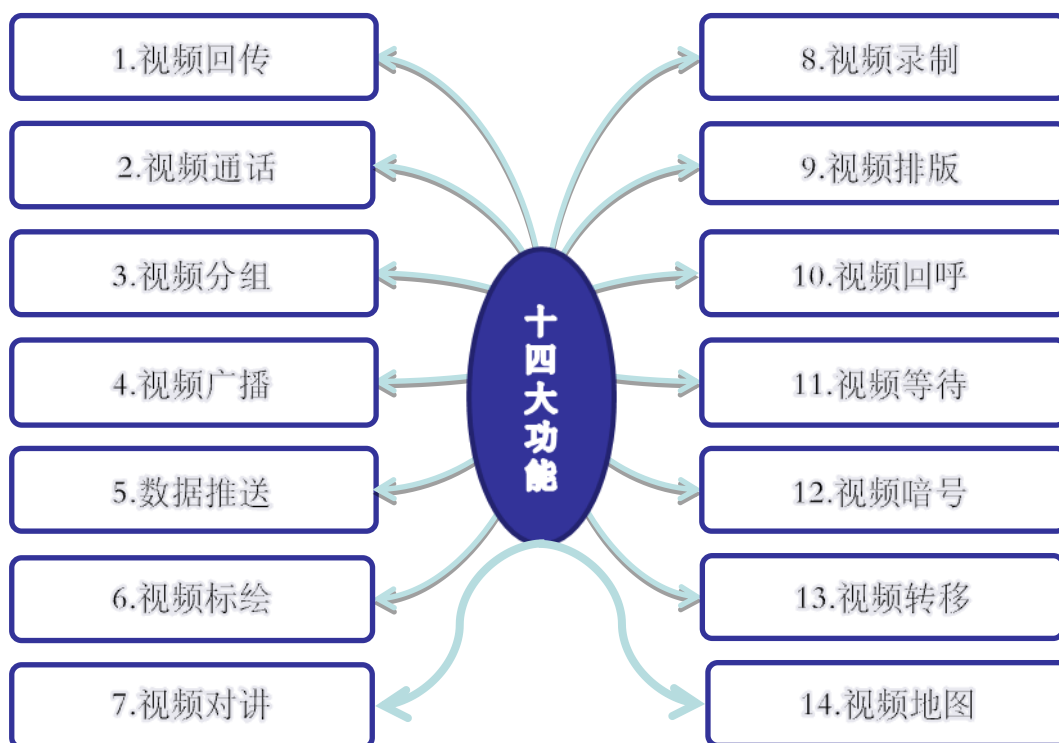 1.视频回传
2.视频通话
3.视频分组
4.视频广播
5.数据推送
6.视频标绘
7.视频对讲
十四大功能
8.视频录制
9.视频排版
10.视频回呼
11.视频等待
12.视频暗号
13.视频转移
14.视频地图